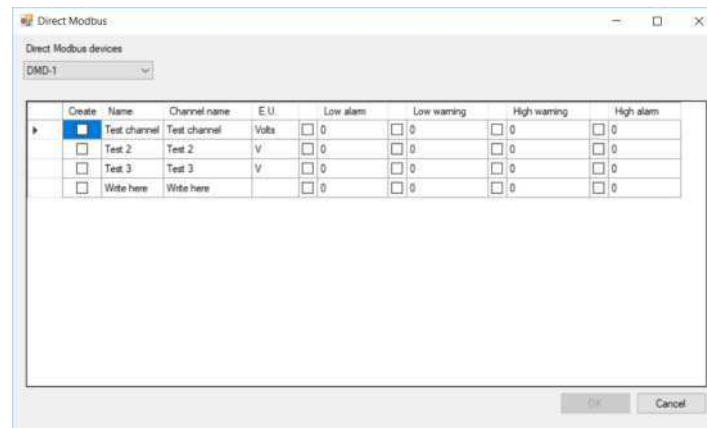 Direct Modbus
Direct Modbus devices
DMD-1
Create Name Channel name E.U. Low alarm Low warning High warning High alarm
Test channel Test channel Volts 0 0 0 0
Test 2 Test 2 V 0 0 0 0
Test 3 Test 3 V 0 0 0 0
Write here Write here 0 0 0 0
OK Cancel